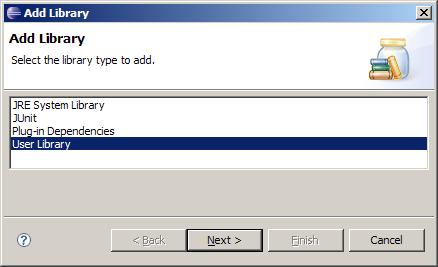 Add Library
Add Library
Select the library type to add.
JRE System Library
JUnit
Plug-in Dependencies
User Library
? < Back Next > Finish Cancel